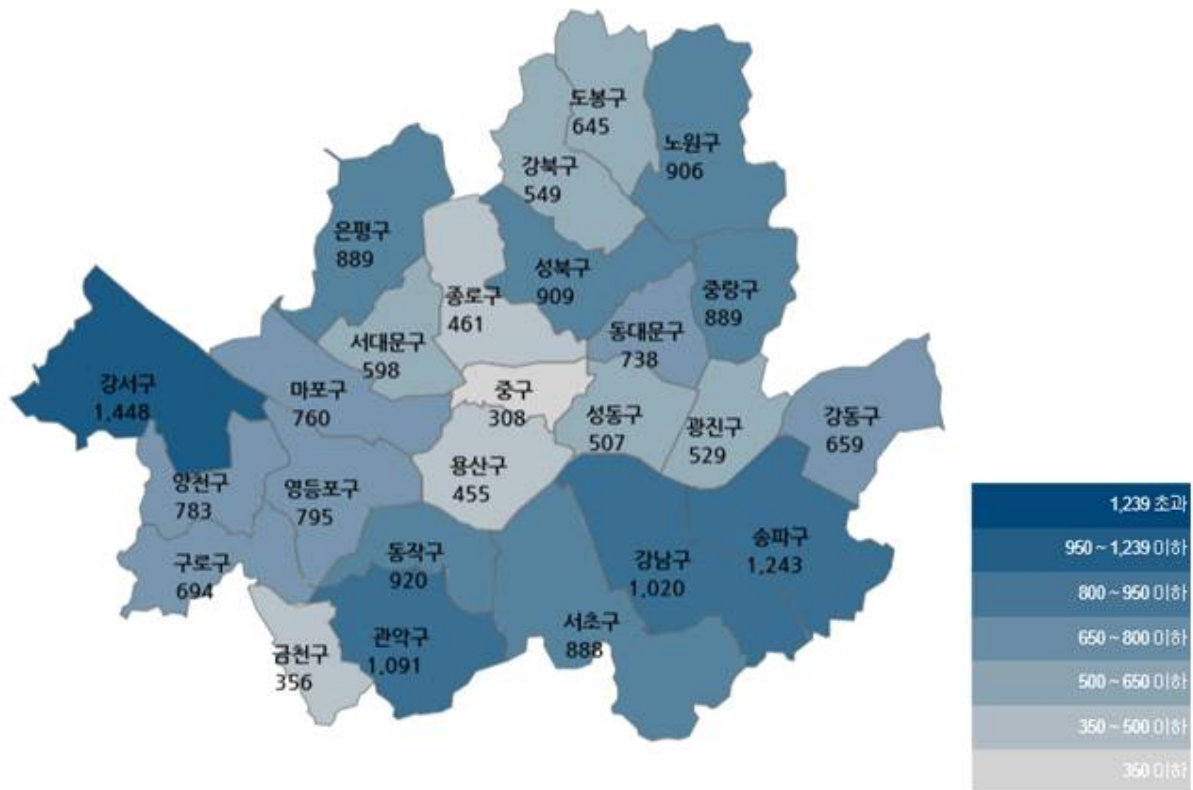 도봉구
645
노원구
906
강북구
549
은평구
889
성북구
909
종로구
461
중랑구
889
동대문구
738
서대문구
598
강서구
1,448
마포구
760
중구
308
성동구
507
광진구
529
강동구
659
양천구
783
영등포구
795
용산구
455
구로구
694
동작구
920
강남구
1,020
송파구
1,243
금천구
356
관악구
1,091
서초구
888
1,239 초과
950 ~ 1,239 이하
800 ~ 950 이하
650 ~ 800 이하
500 ~ 650 이하
350 ~ 500 이하
350 이하